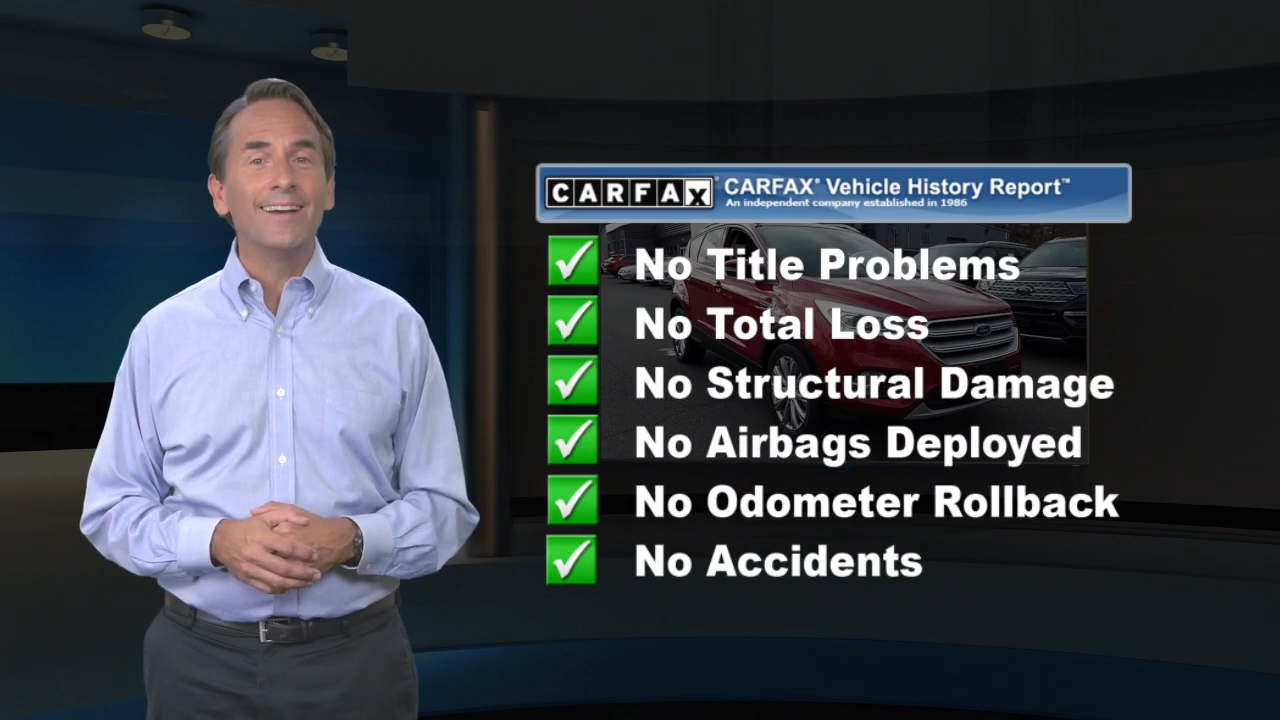 CARFAX® CARFAX® Vehicle History Report™
An independent company established in 1986
No Title Problems
No Total Loss
No Structural Damage
No Airbags Deployed
No Odometer Rollback
No Accidents